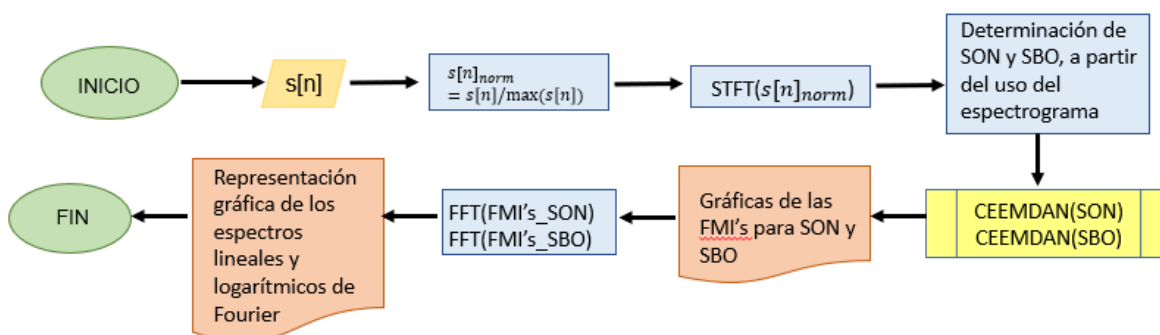 INICIO
s[n]
s[n]norm
= s[n]/max(s[n])
STFT(s[n]norm)
Determinación de
SON y SBO, a partir
del uso del
espectrograma
CEEMDAN(SON)
CEEMDAN(SBO)
Gráficas de las
FMI's para SON y
SBO
FFT(FMI's_SON)
FFT(FMI's_SBO)
Representación
gráfica de los
espectros
lineales y
logarítmicos de
Fourier
FIN